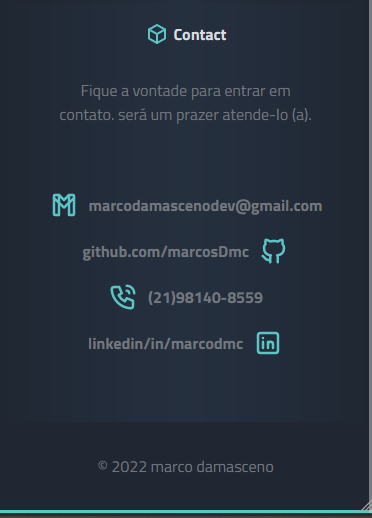 Contact
Fique a vontade para entrar em
contato. será um prazer atende-lo (a).
marcodamascenodev@gmail.com
github.com/marcosDmc
(21)98140-8559
linkedin/in/marcodmc
© 2022 marco damasceno